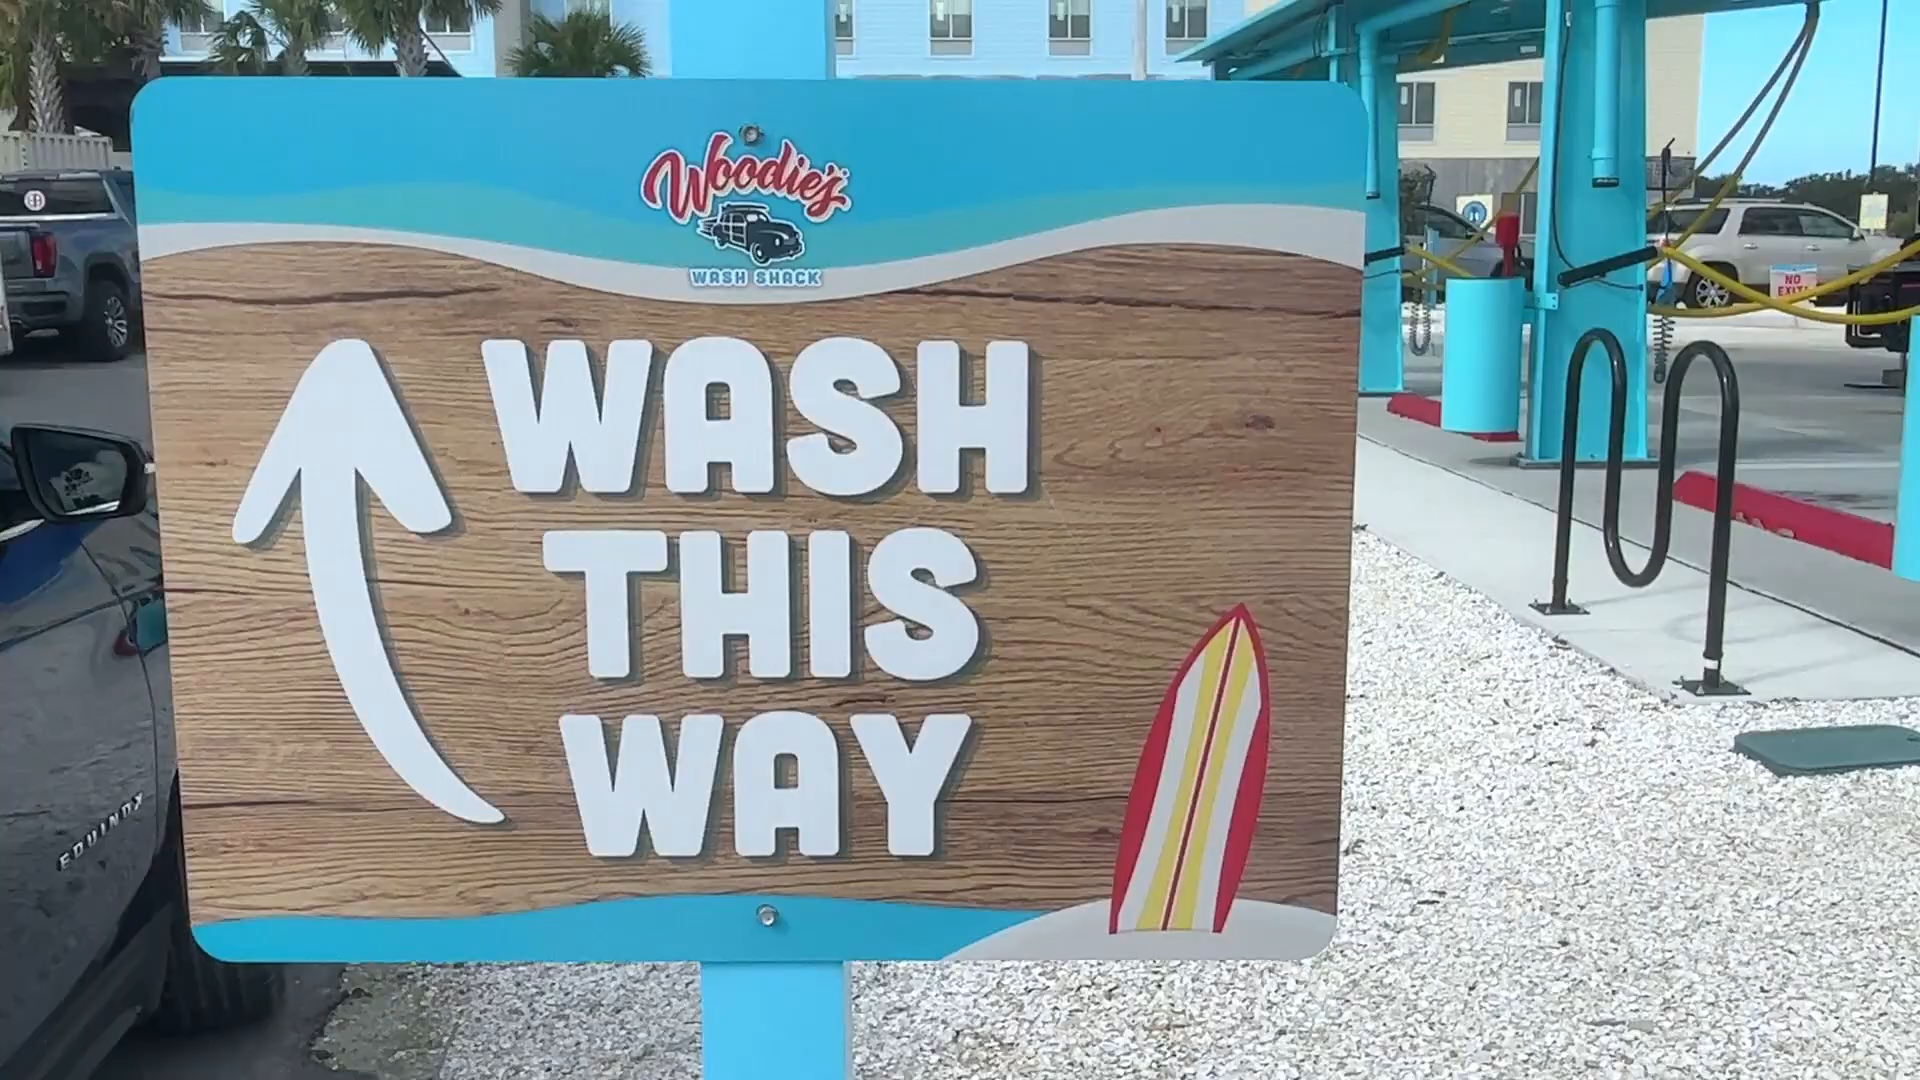 Woodie's
WASH SHACK
WASH
THIS
WAY
NO
EXIT
EQUINOX